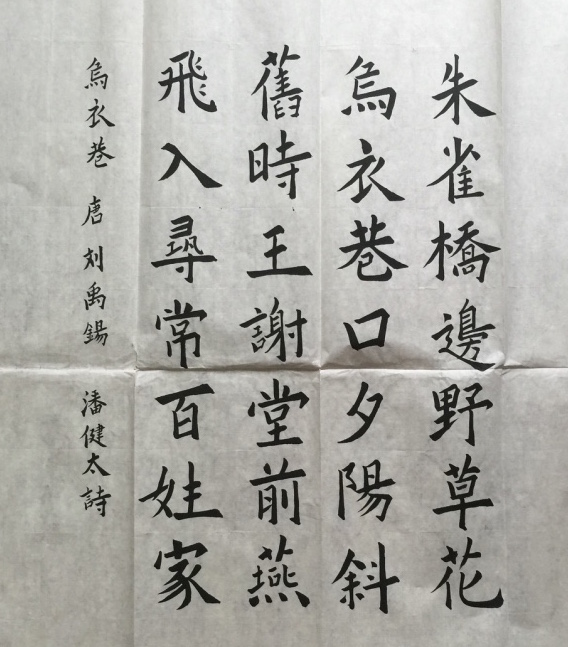 朱雀橋邊野草花
烏衣巷口夕陽斜
舊時王謝堂前燕
飛入尋常百姓家
烏衣巷 唐 刘禹錫 潘健太詩